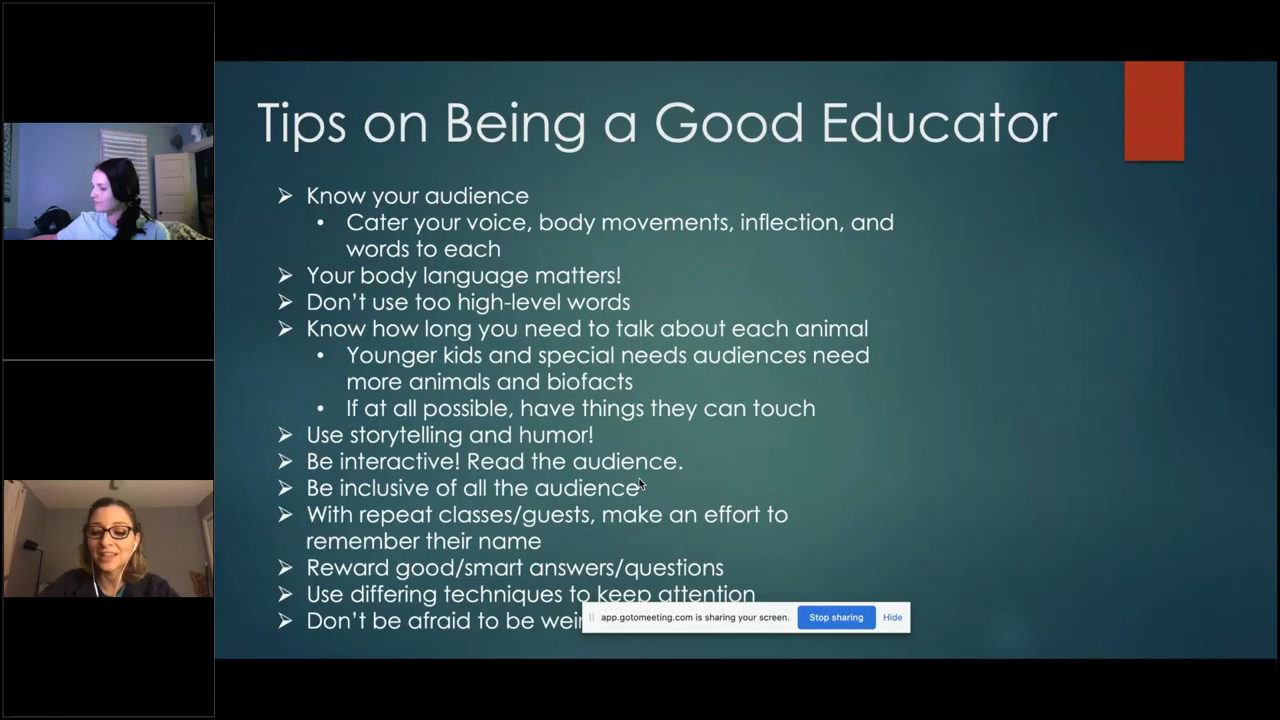 Tips on Being a Good Educator
➢ Know your audience
• Cater your voice, body movements, inflection, and
words to each
➢ Your body language matters!
➢ Don't use too high-level words
➢ Know how long you need to talk about each animal
• Younger kids and special needs audiences need
more animals and biofacts
• If at all possible, have things they can touch
➢ Use storytelling and humor!
➢ Be interactive! Read the audience.
➢ Be inclusive of all the audience
➢ With repeat classes/guests, make an effort to
remember their name
➢ Reward good/smart answers/questions
➢ Use differing techniques to keep attention
➢ Don't be afraid to be
app.gotomeeting.com is sharing your screen.
Stop sharing
Hide